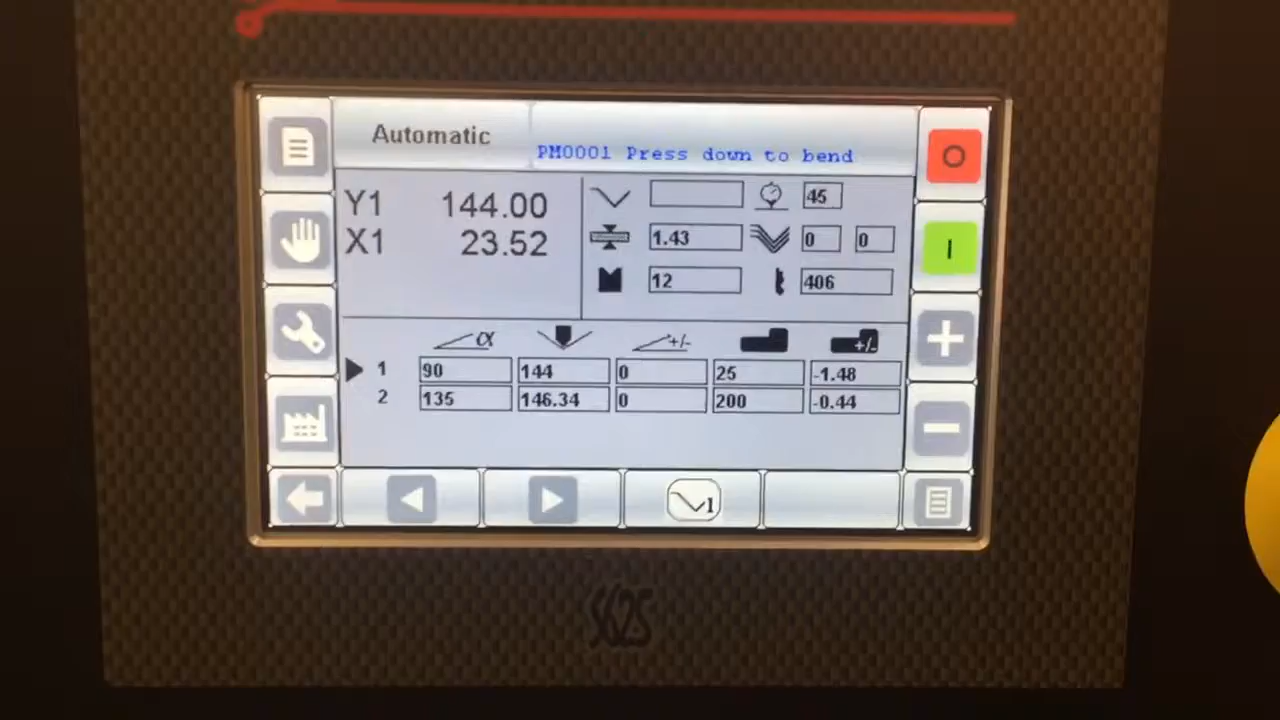 Automatic
PM0001 Press down to bend
O
Y1 144.00
X1 23.52
45
1.43
0 0
12
406
I
α
+/-
+/-
1 90 144 0 25 -1.48
2 135 146.34 0 200 -0.44
1